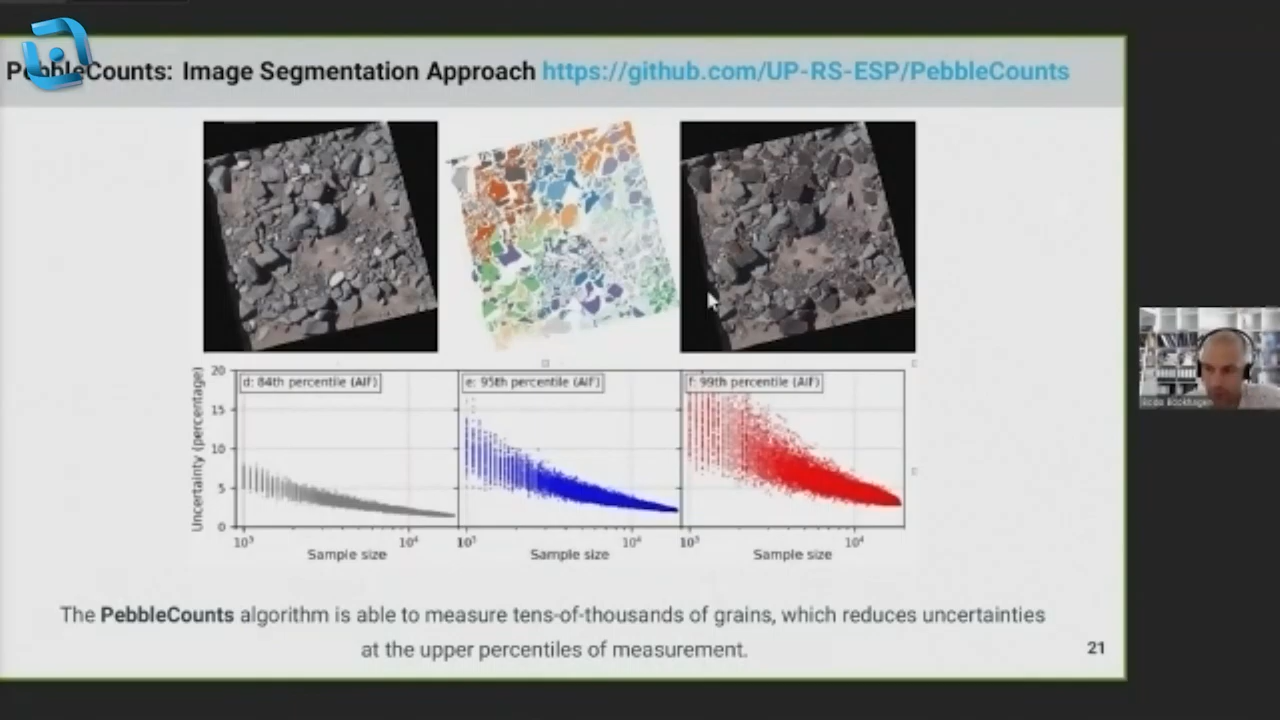 PebbleCounts: Image Segmentation Approach https://github.com/UP-RS-ESP/PebbleCounts
d: 84th percentile (AIF)
e: 95th percentile (AIF)
f: 99th percentile (AIF)
Uncertainty (percentage)
20
15
10
5
0
10³ 10⁴ 10³ 10⁴ 10³ 10⁴
Sample size Sample size Sample size
The PebbleCounts algorithm is able to measure tens-of-thousands of grains, which reduces uncertainties
at the upper percentiles of measurement.
21
Bodo Bookhagen